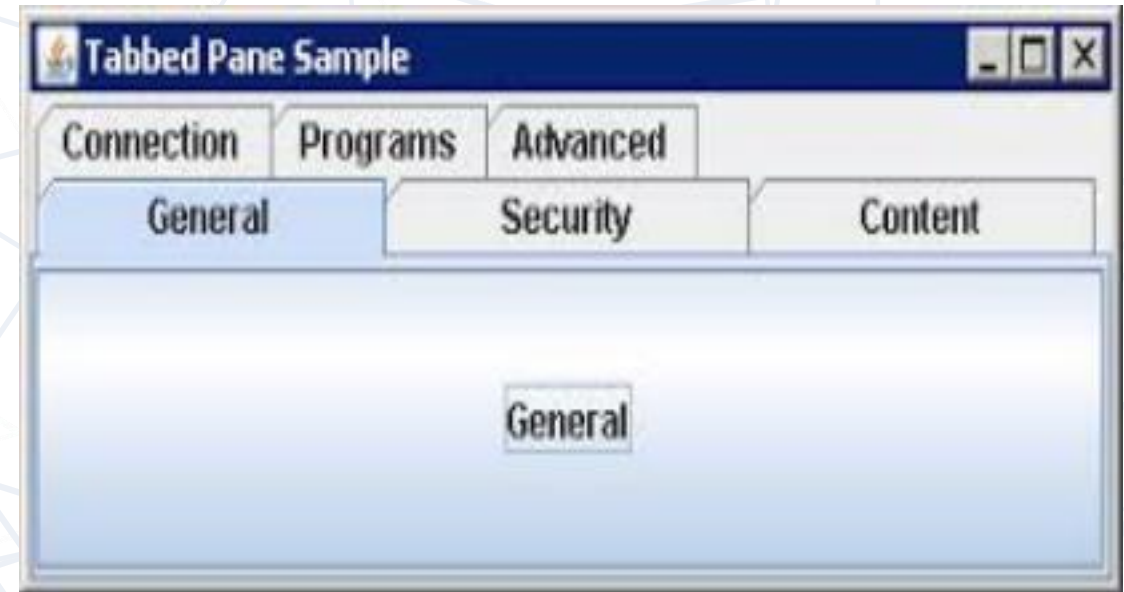 Tabbed Pane Sample
Connection Programs Advanced
General Security Content
General